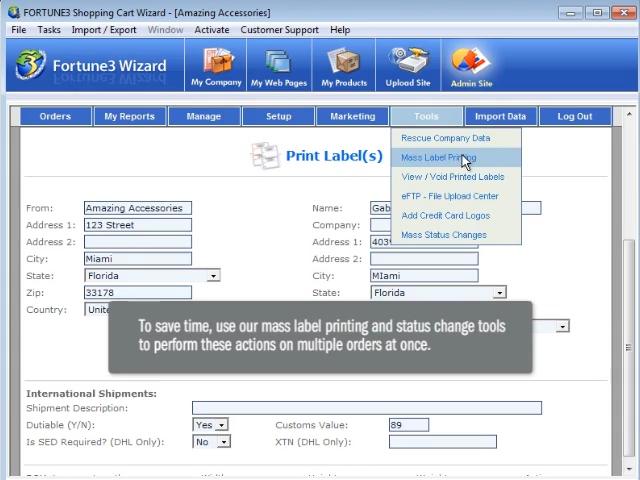 FORTUNE3 Shopping Cart Wizard - [Amazing Accessories]
File Tasks Import / Export Window Activate Customer Support Help
Fortune3 Wizard My Company My Web Pages My Products Upload Site Admin Site
Orders My Reports Manage Setup Marketing Tools Import Data Log Out
Rescue Company Data
Mass Label Printing
View / Void Printed Labels
eFTP - File Upload Center
Add Credit Card Logos
Mass Status Changes
Print Label(s)
From: Amazing Accessories Name:
Address 1: 123 Street Company:
Address 2: Address 1:
City: Miami Address 2:
State: Florida City: MIami
Zip: 33178 State: Florida
Country:
To save time, use our mass label printing and status change tools
to perform these actions on multiple orders at once.
International Shipments:
Shipment Description:
Dutiable (Y/N): Yes Customs Value: 89
Is SED Required? (DHL Only): No XTN (DHL Only):